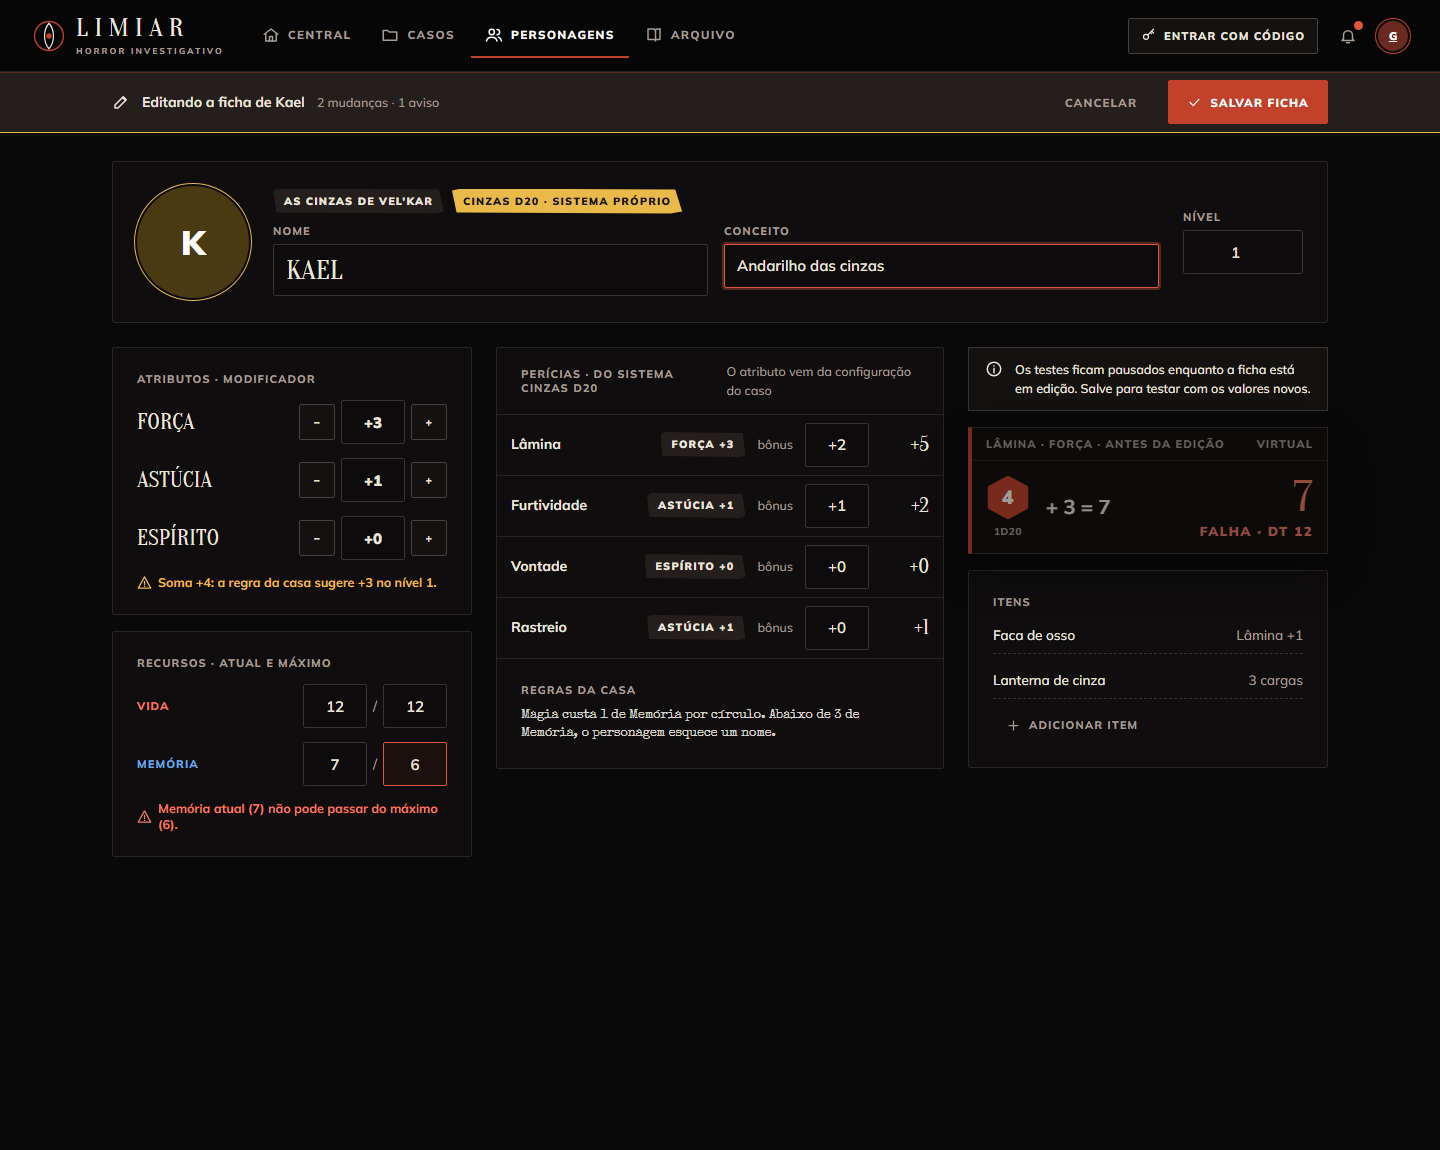 LIMIAR
HORROR INVESTIGATIVO
CENTRAL
CASOS
PERSONAGENS
ARQUIVO
ENTRAR COM CÓDIGO
G
Editando a ficha de Kael
2 mudanças · 1 aviso
CANCELAR
SALVAR FICHA
K
AS CINZAS DE VEL'KAR
CINZAS D20 · SISTEMA PRÓPRIO
NOME
KAEL
CONCEITO
Andarilho das cinzas
NÍVEL
1
ATRIBUTOS · MODIFICADOR
FORÇA
-
+3
+
ASTÚCIA
-
+1
+
ESPÍRITO
-
+0
+
Soma +4: a regra da casa sugere +3 no nível 1.
RECURSOS · ATUAL E MÁXIMO
VIDA
12 / 12
MEMÓRIA
7 / 6
Memória atual (7) não pode passar do máximo
(6).
PERÍCIAS · DO SISTEMA
CINZAS D20
O atributo vem da configuração
do caso
Lâmina
FORÇA +3
bônus
+2
+5
Furtividade
ASTÚCIA +1
bônus
+1
+2
Vontade
ESPÍRITO +0
bônus
+0
+0
Rastreio
ASTÚCIA +1
bônus
+0
+1
REGRAS DA CASA
Magia custa 1 de Memória por círculo. Abaixo de 3 de
Memória, o personagem esquece um nome.
Os testes ficam pausados enquanto a ficha está
em edição. Salve para testar com os valores novos.
LÂMINA · FORÇA · ANTES DA EDIÇÃO
VIRTUAL
4
1D20
+ 3 = 7
7
FALHA · DT 12
ITENS
Faca de osso
Lâmina +1
Lanterna de cinza
3 cargas
+ ADICIONAR ITEM